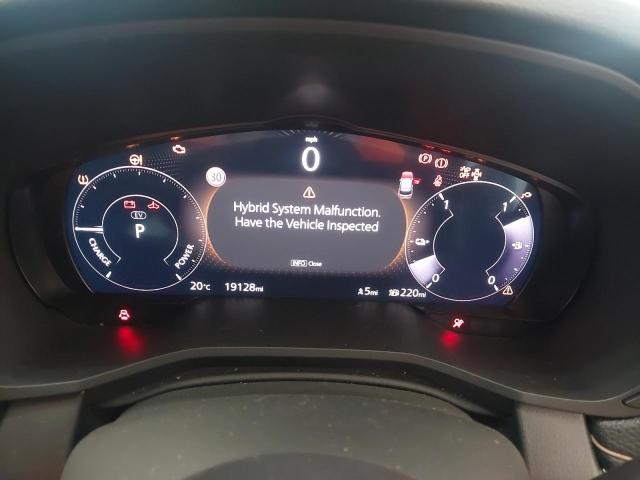 mph
0
30
OFF
Hybrid System Malfunction.
Have the Vehicle Inspected
INFO Close
EV
P
CHARGE
POWER
1
1
0
0
20°C
19128mi
5mi
220mi